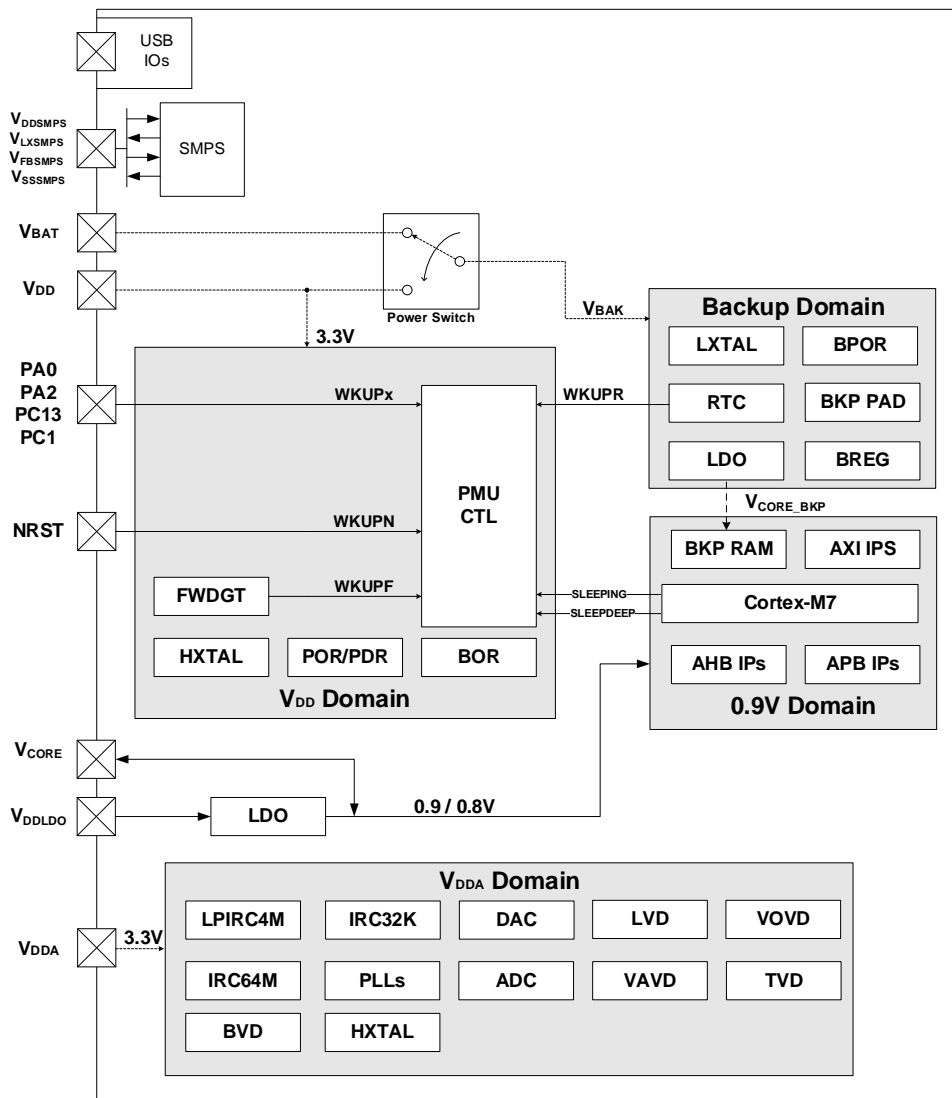 USB
IOs
VDDSMPS
VLXSMPS
VFBSMPS
VSSSMPS
SMPS
VBAT
VDD
Power Switch
3.3V
VBAK
Backup Domain
LXTAL
BPOR
RTC
BKP PAD
LDO
BREG
PA0
PA2
PC13
PC1
WKUPx
WKUPR
PMU
CTL
NRST
WKUPN
FWDGT
WKUPF
HXTAL
POR/PDR
BOR
VDD Domain
VCORE_BKP
BKP RAM
AXI IPS
SLEEPING
SLEEPDEEP
Cortex-M7
AHB IPs
APB IPs
0.9V Domain
VCORE
VDDLDO
LDO
0.9 / 0.8V
VDDA Domain
VDDA
3.3V
LPIRC4M
IRC32K
DAC
LVD
VOVD
IRC64M
PLLs
ADC
VAVD
TVD
BVD
HXTAL